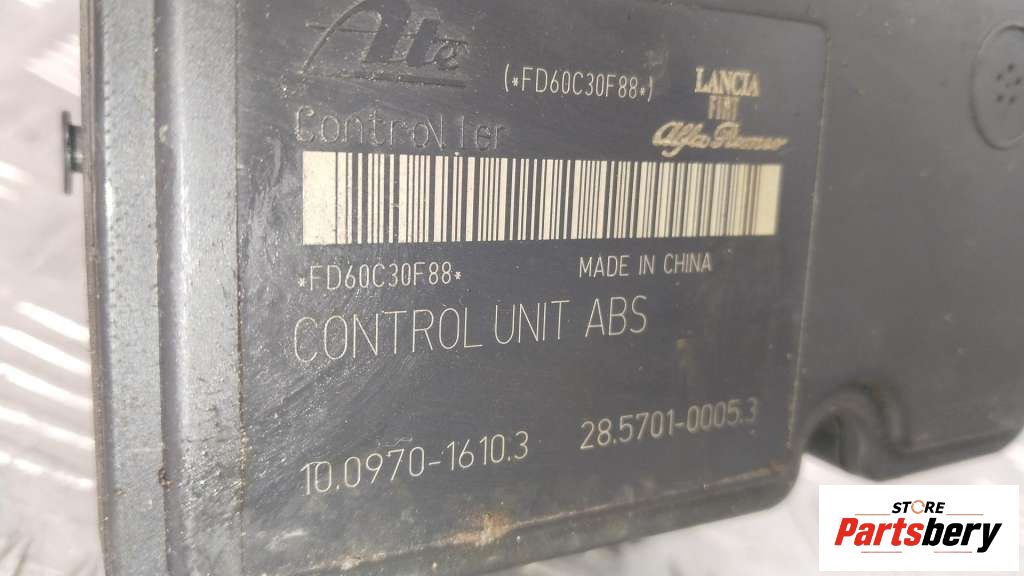 Ate
(*FD60C30F88*)
LANCIA
FIAT
Alfa Romeo
Controller
*FD60C30F88*
MADE IN CHINA
CONTROL UNIT ABS
10.0970-1610.3
28.5701-0005.3
STORE
Partsbery